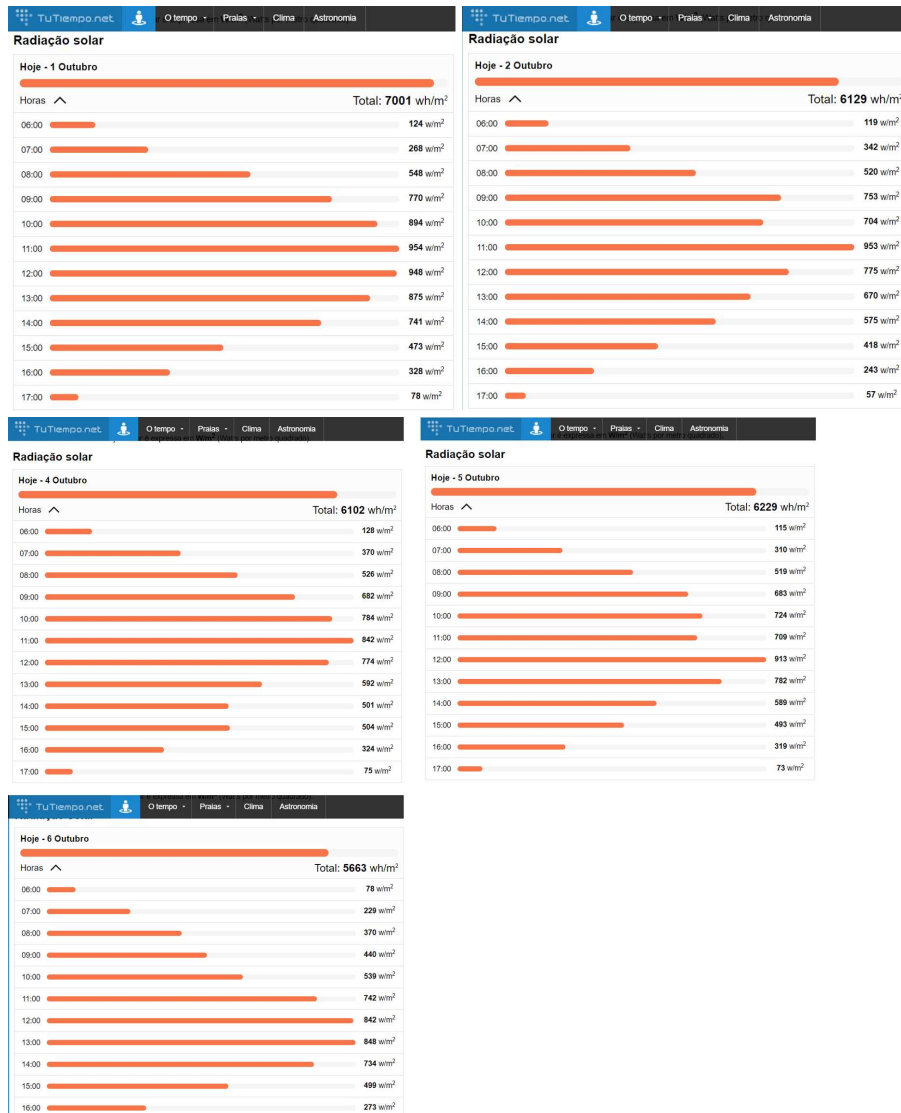 TuTiempo.net O tempo Praias Clima Astronomia
Radiação solar
Hoje - 1 Outubro
Horas Total: 7001 wh/m²
06:00 124 w/m²
07:00 268 w/m²
08:00 548 w/m²
09:00 770 w/m²
10:00 894 w/m²
11:00 954 w/m²
12:00 948 w/m²
13:00 875 w/m²
14:00 741 w/m²
15:00 473 w/m²
16:00 328 w/m²
17:00 78 w/m²
TuTiempo.net O tempo Praias Clima Astronomia
Radiação solar
Hoje - 2 Outubro
Horas Total: 6129 wh/m²
06:00 119 w/m²
07:00 342 w/m²
08:00 520 w/m²
09:00 753 w/m²
10:00 704 w/m²
11:00 953 w/m²
12:00 775 w/m²
13:00 670 w/m²
14:00 575 w/m²
15:00 418 w/m²
16:00 243 w/m²
17:00 57 w/m²
TuTiempo.net O tempo Praias Clima Astronomia
é expressa em W/m² (Wat s por metro quadrado).
Radiação solar
Hoje - 4 Outubro
Horas Total: 6102 wh/m²
06:00 128 w/m²
07:00 370 w/m²
08:00 526 w/m²
09:00 682 w/m²
10:00 784 w/m²
11:00 842 w/m²
12:00 774 w/m²
13:00 592 w/m²
14:00 501 w/m²
15:00 504 w/m²
16:00 324 w/m²
17:00 75 w/m²
TuTiempo.net O tempo Praias Clima Astronomia
é expressa em W/m² (Wat s por metro quadrado).
Radiação solar
Hoje - 5 Outubro
Horas Total: 6229 wh/m²
06:00 115 w/m²
07:00 310 w/m²
08:00 519 w/m²
09:00 683 w/m²
10:00 724 w/m²
11:00 709 w/m²
12:00 913 w/m²
13:00 782 w/m²
14:00 589 w/m²
15:00 493 w/m²
16:00 319 w/m²
17:00 73 w/m²
TuTiempo.net O tempo Praias Clima Astronomia
Hoje - 6 Outubro
Horas Total: 5663 wh/m²
06:00 78 w/m²
07:00 229 w/m²
08:00 370 w/m²
09:00 440 w/m²
10:00 539 w/m²
11:00 742 w/m²
12:00 842 w/m²
13:00 848 w/m²
14:00 734 w/m²
15:00 499 w/m²
16:00 273 w/m²